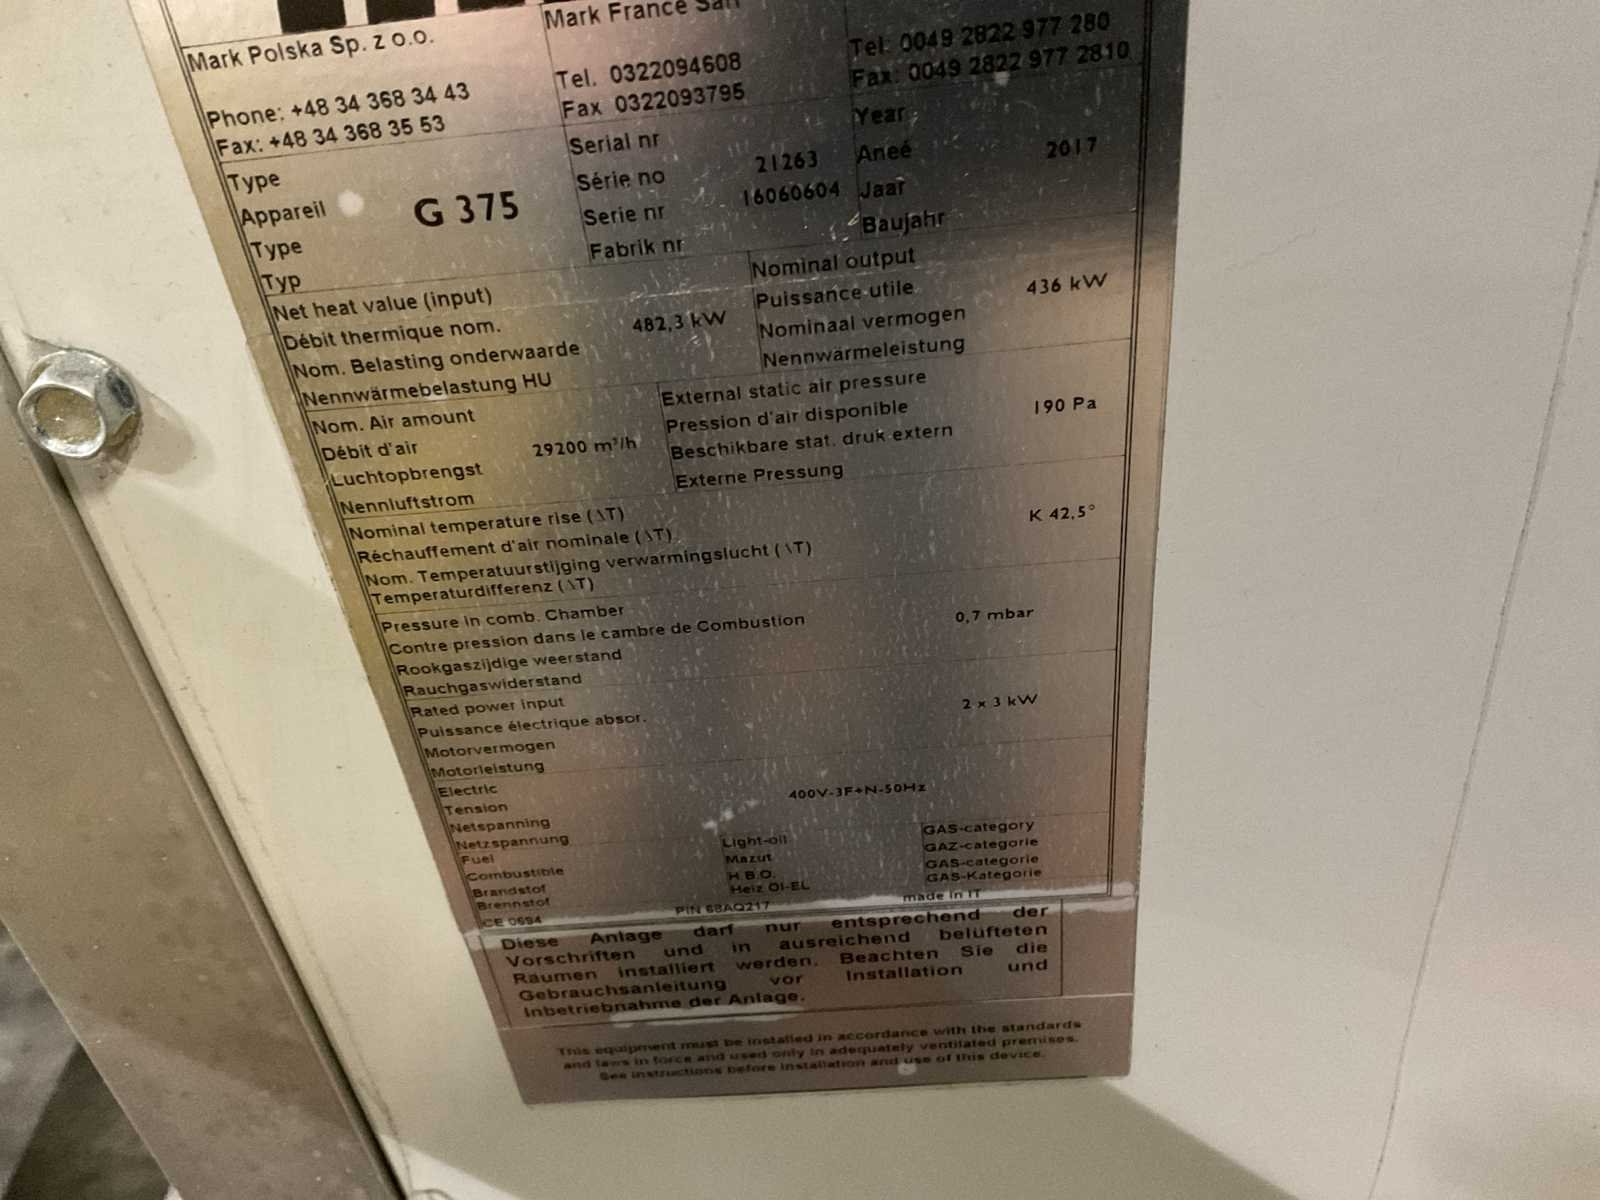 Mark Polska Sp. z o.o.
Phone: +48 34 368 34 43
Fax: +48 34 368 35 53
Mark France Sarl
Tel. 0322094608
Fax 0322093795
Tel: 0049 2822 977 280
Fax: 0049 2822 977 2810
Type
Appareil
Type
Typ
G 375
Serial nr
Série no
Serie nr
Fabrik nr
21263
16060604
Year
Aneé
Jaar
Baujahr
2017
Net heat value (input)
Débit thermique nom.
Nom. Belasting onderwaarde
Nennwärmebelastung HU
482,3 kW
Nominal output
Puissance utile
Nominaal vermogen
Nennwärmeleistung
436 kW
Nom. Air amount
Débit d'air
Luchtopbrengst
Nennluftstrom
29200 m³/h
External static air pressure
Pression d'air disponible
Beschikbare stat. druk extern
Externe Pressung
190 Pa
Nominal temperature rise (ΔT)
Réchauffement d'air nominale (ΔT)
Nom. Temperatuurstijging verwarmingslucht (ΔT)
Temperaturdifferenz (ΔT)
K 42,5°
Pressure in comb. Chamber
Contre pression dans le cambre de Combustion
Rookgaszijdige weerstand
Rauchgaswiderstand
0,7 mbar
Rated power input
Puissance électrique absor.
Motorvermogen
Motorleistung
2 x 3 kW
Electric
Tension
Netspanning
Netzspannung
400V-3F+N-50Hz
Fuel
Combustible
Brandstof
Brennstof
Light-oil
Mazut
H.B.O.
Heiz Öl-EL
GAS-category
GAZ-categorie
GAS-categorie
GAS-Kategorie
CE 0694
PIN 68AQ217
made in IT
Diese Anlage darf nur entsprechend der
Vorschriften und in ausreichend belüfteten
Räumen installiert werden. Beachten Sie die
Gebrauchsanleitung vor Installation und
Inbetriebnahme der Anlage.
This equipment must be installed in accordance with the standards
and laws in force and used only in adequately ventilated premises.
See instructions before installation and use of this device.